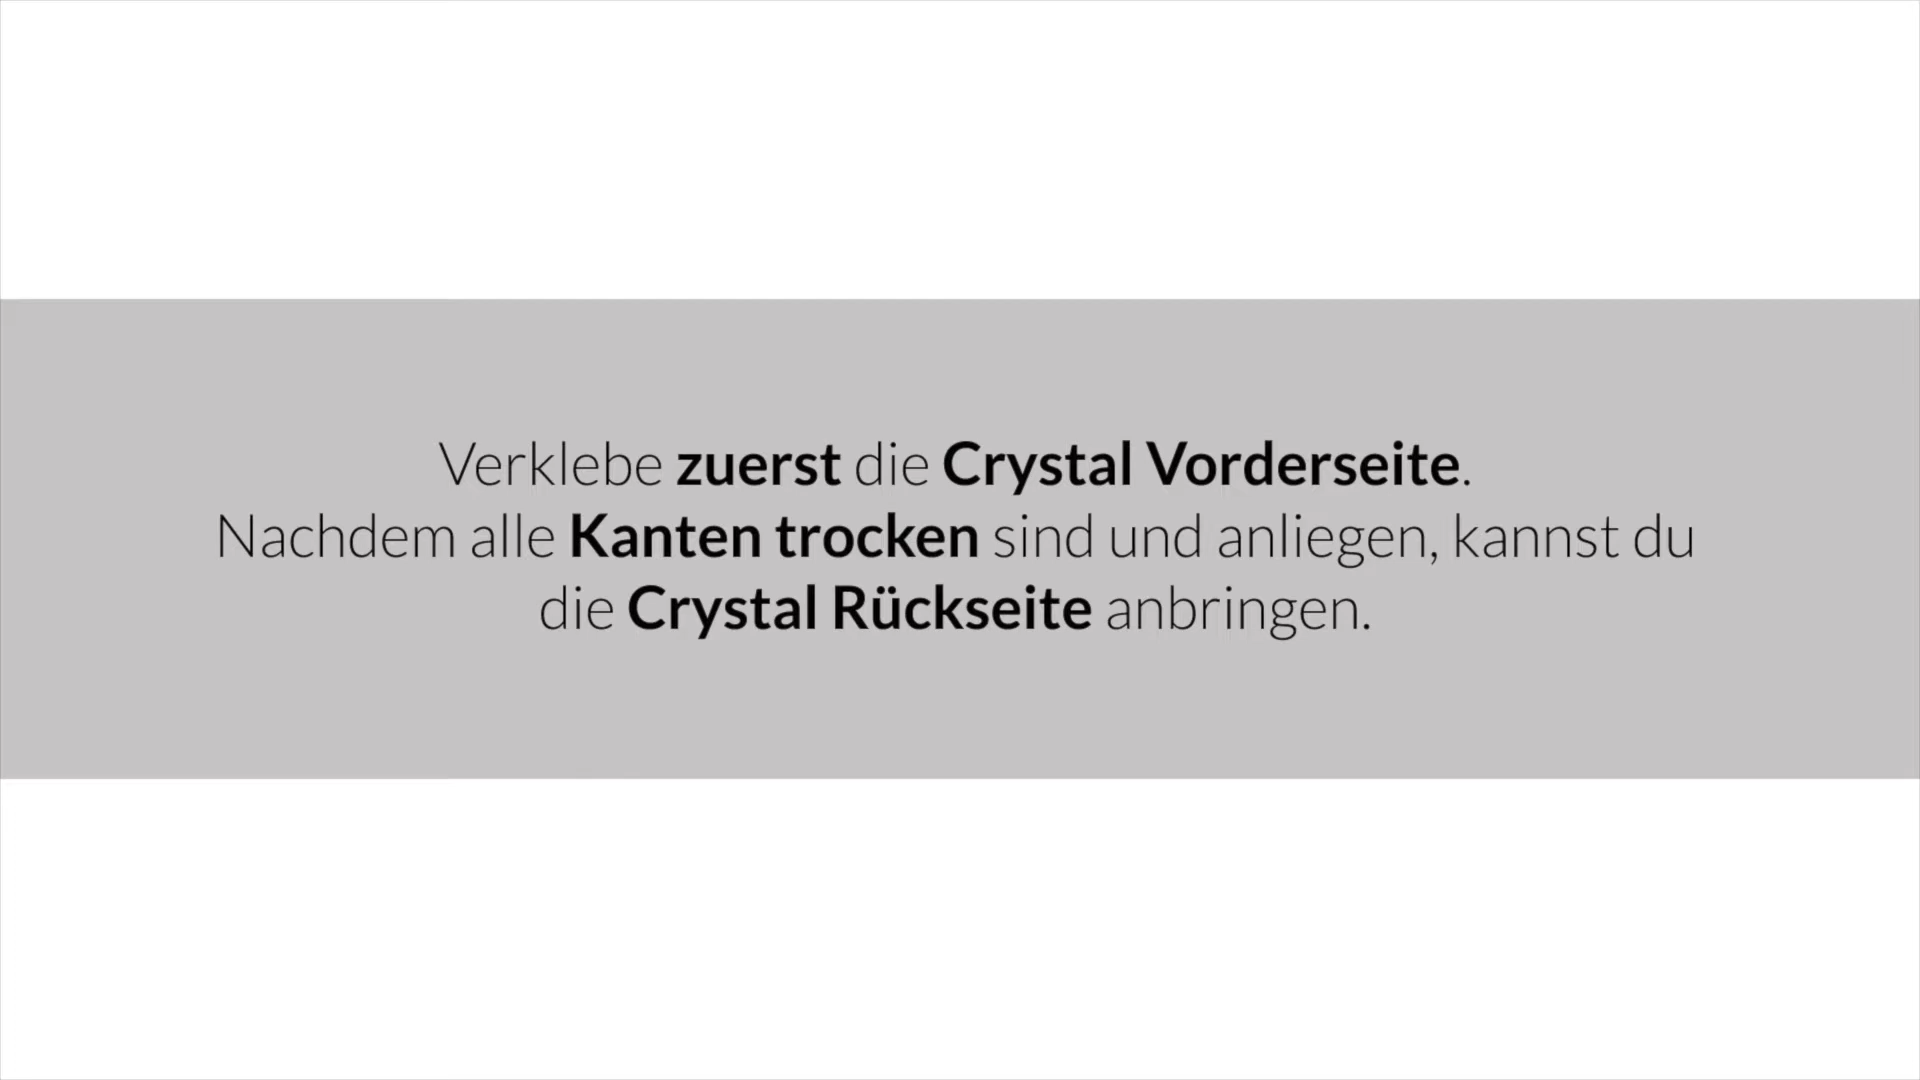 Verklebe zuerst die Crystal Vorderseite.
Nachdem alle Kanten trocken sind und anliegen, kannst du
die Crystal Rückseite anbringen.